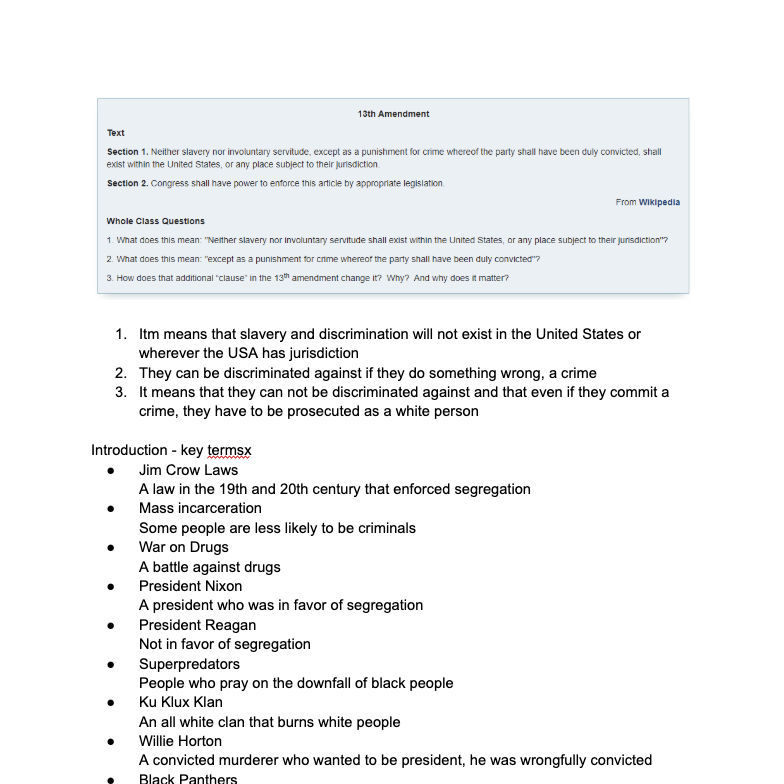 13th Amendment
Text
Section 1. Neither slavery nor involuntary servitude, except as a punishment for crime whereof the party shall have been duly convicted, shall
exist within the United States, or any place subject to their jurisdiction.
Section 2. Congress shall have power to enforce this article by appropriate legislation.
From Wikipedia
Whole Class Questions
1. What does this mean: "Neither slavery nor involuntary servitude shall exist within the United States, or any place subject to their jurisdiction"?
2. What does this mean: "except as a punishment for crime whereof the party shall have been duly convicted"?
3. How does that additional "clause" in the 13th amendment change it? Why? And why does it matter?
1. Itm means that slavery and discrimination will not exist in the United States or
wherever the USA has jurisdiction
2. They can be discriminated against if they do something wrong, a crime
3. It means that they can not be discriminated against and that even if they commit a
crime, they have to be prosecuted as a white person
Introduction - key termsx
● Jim Crow Laws
A law in the 19th and 20th century that enforced segregation
● Mass incarceration
Some people are less likely to be criminals
● War on Drugs
A battle against drugs
● President Nixon
A president who was in favor of segregation
● President Reagan
Not in favor of segregation
● Superpredators
People who pray on the downfall of black people
● Ku Klux Klan
An all white clan that burns white people
● Willie Horton
A convicted murderer who wanted to be president, he was wrongfully convicted
● Black Panthers